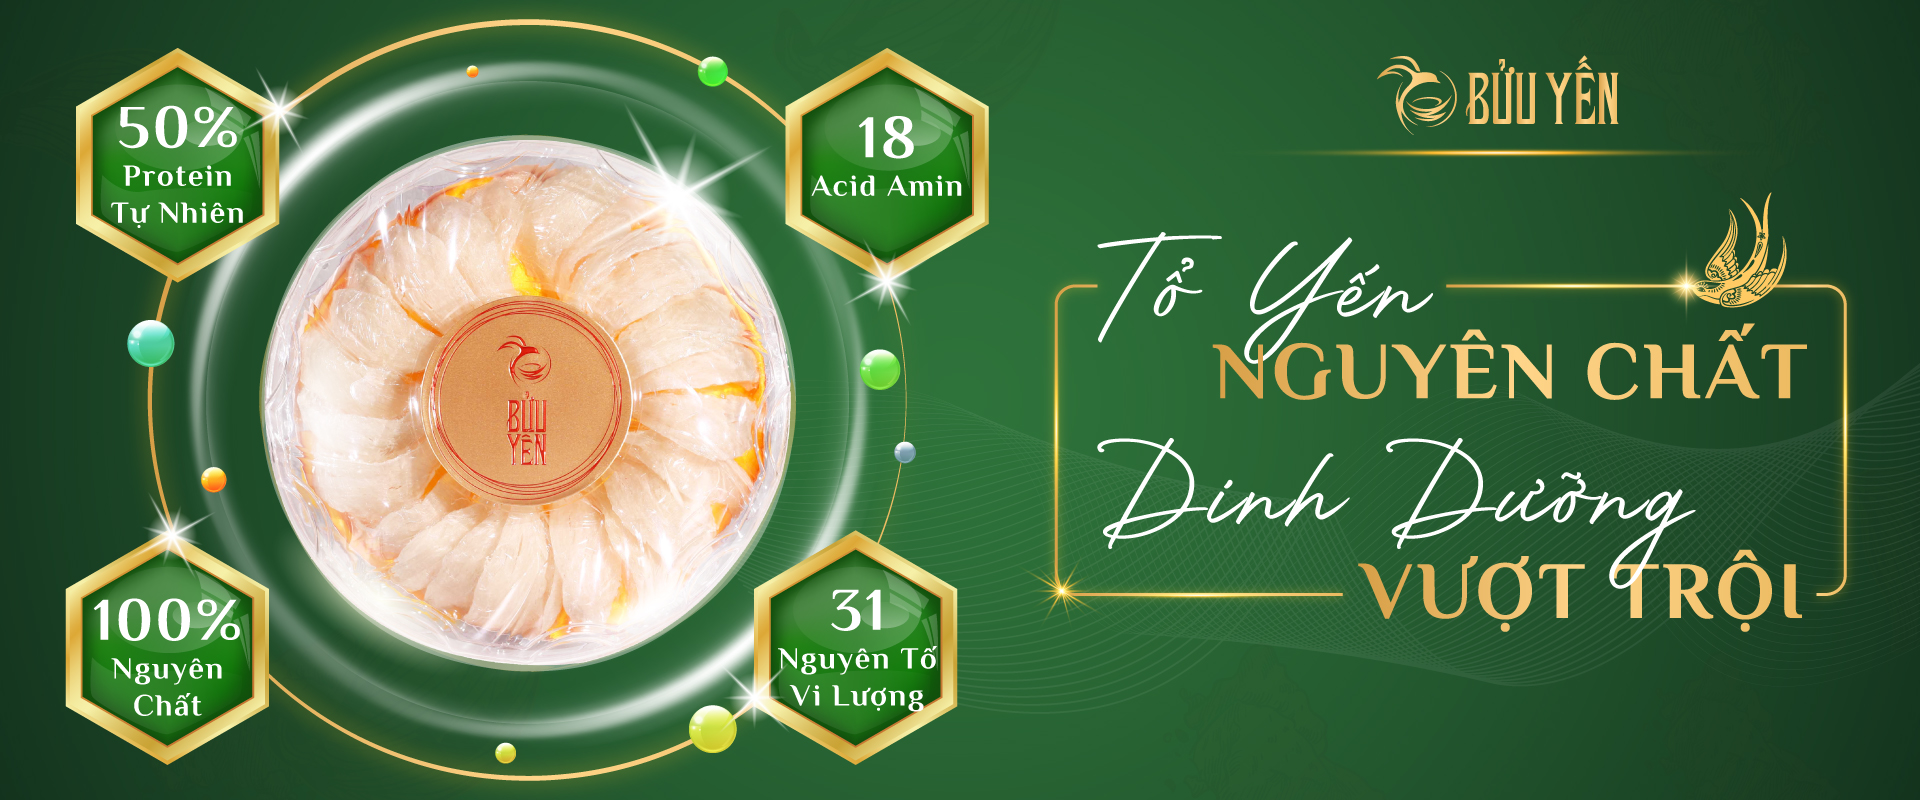 50%
Protein
Tự Nhiên
18
Acid Amin
BỬU
YẾN
100%
Nguyên
Chất
31
Nguyên Tố
Vi Lượng
BỬU YẾN
Tổ Yến
NGUYÊN CHẤT
Dinh Dưỡng
VƯỢT TRỘI